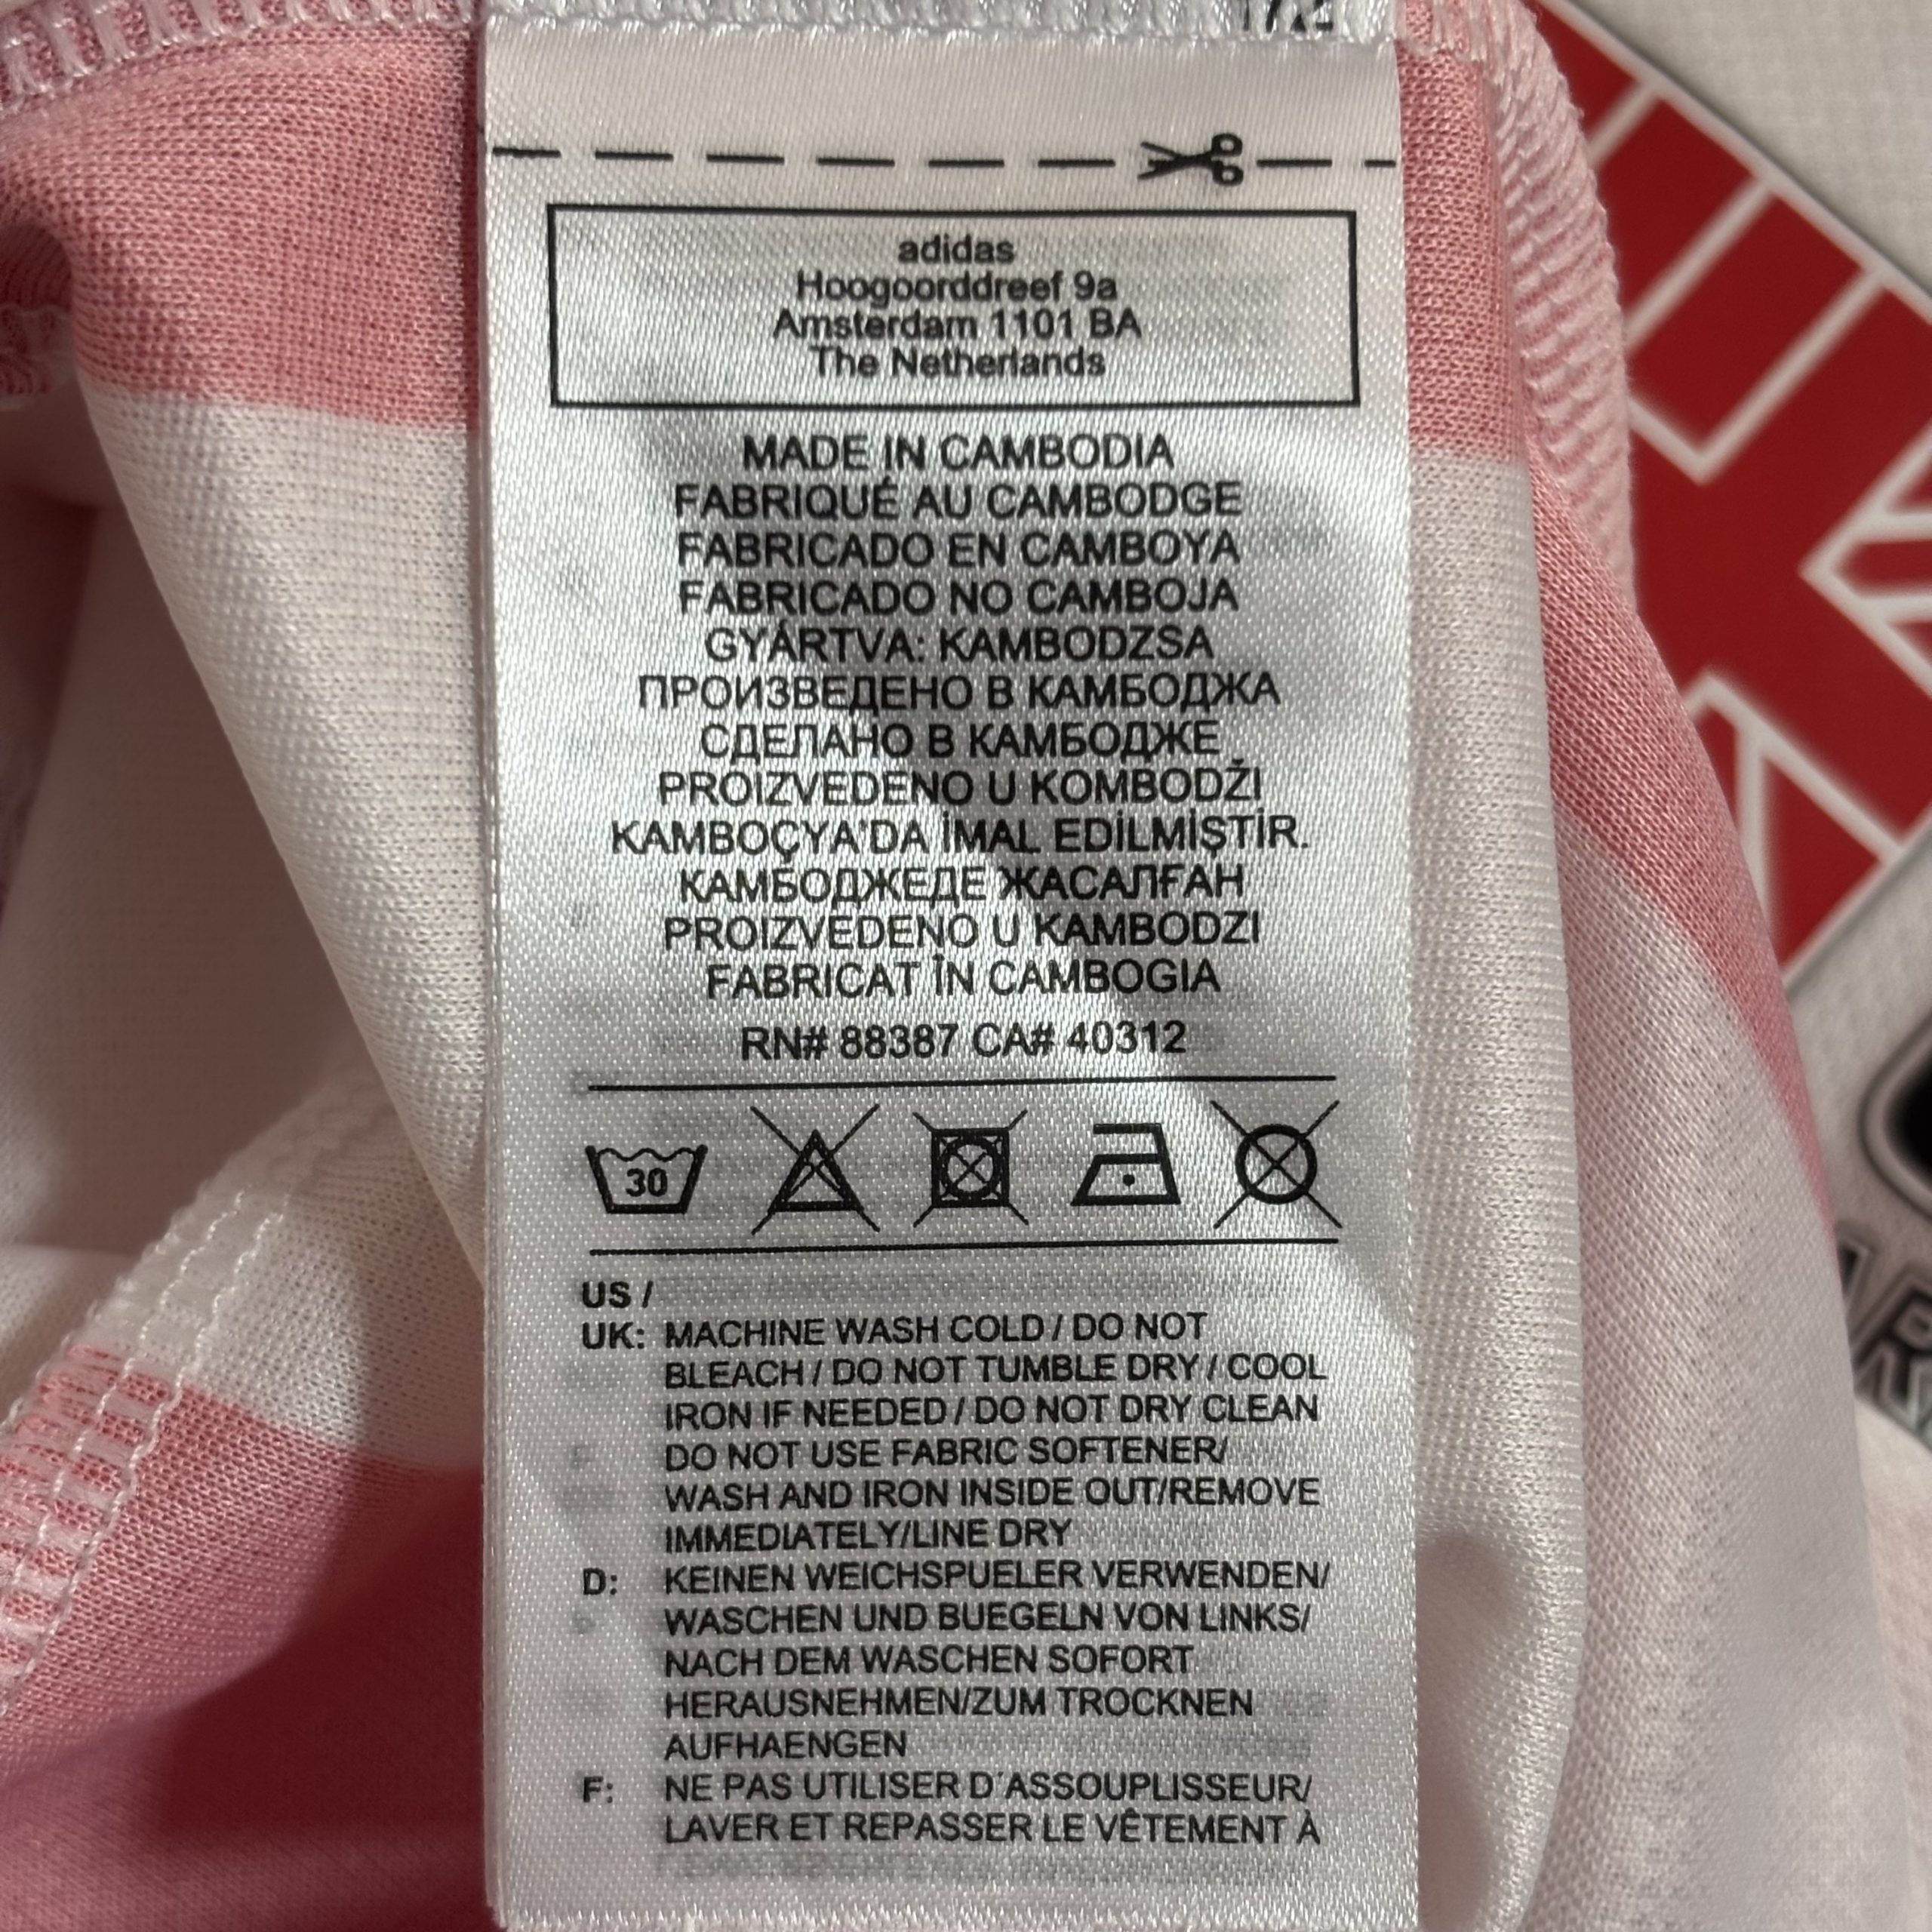 adidas
Hoogoorddreef 9a
Amsterdam 1101 BA
The Netherlands
MADE IN CAMBODIA
FABRIQUÉ AU CAMBODGE
FABRICADO EN CAMBOYA
FABRICADO NO CAMBOJA
GYÁRTVA: KAMBODZSA
ПРОИЗВЕДЕНО В КАМБОДЖА
СДЕЛАНО В КАМБОДЖЕ
PROIZVEDENO U KOMBODŽI
KAMBOÇYA'DA İMAL EDİLMİŞTİR.
КАМБОДЖЕДЕ ЖАСАЛҒАН
PROIZVEDENO U KAMBODZI
FABRICAT ÎN CAMBOGIA
RN# 88387 CA# 40312
30
US /
UK: MACHINE WASH COLD / DO NOT
BLEACH / DO NOT TUMBLE DRY / COOL
IRON IF NEEDED / DO NOT DRY CLEAN
DO NOT USE FABRIC SOFTENER/
WASH AND IRON INSIDE OUT/REMOVE
IMMEDIATELY/LINE DRY
D: KEINEN WEICHSPUELER VERWENDEN/
WASCHEN UND BUEGELN VON LINKS/
NACH DEM WASCHEN SOFORT
HERAUSNEHMEN/ZUM TROCKNEN
AUFHAENGEN
F: NE PAS UTILISER D'ASSOUPLISSEUR/
LAVER ET REPASSER LE VÊTEMENT À